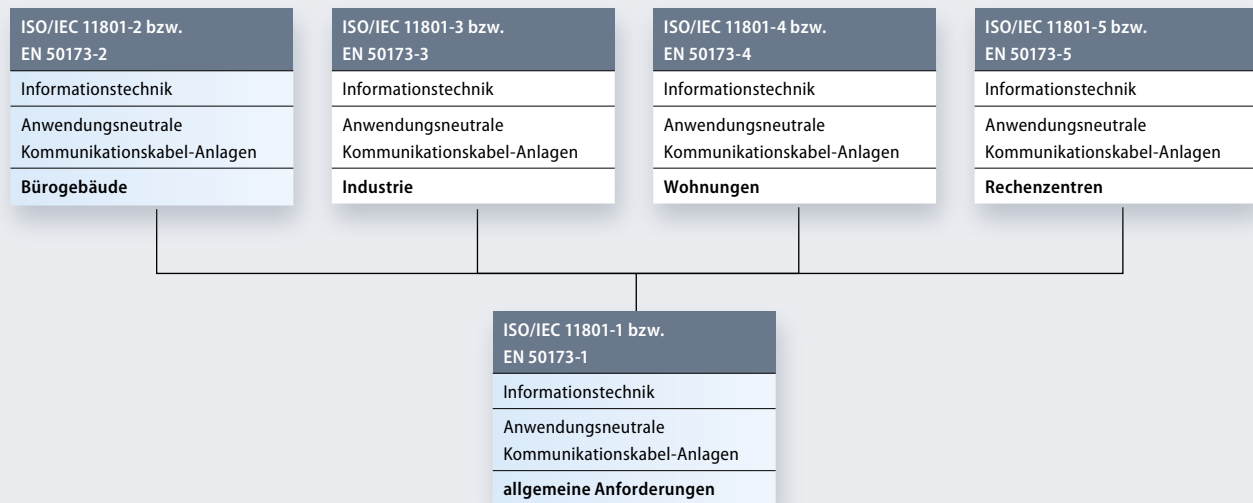 ISO/IEC 11801-2 bzw.
EN 50173-2
Informationstechnik
Anwendungsneutrale
Kommunikationskabel-Anlagen
Bürogebäude
ISO/IEC 11801-3 bzw.
EN 50173-3
Informationstechnik
Anwendungsneutrale
Kommunikationskabel-Anlagen
Industrie
ISO/IEC 11801-4 bzw.
EN 50173-4
Informationstechnik
Anwendungsneutrale
Kommunikationskabel-Anlagen
Wohnungen
ISO/IEC 11801-5 bzw.
EN 50173-5
Informationstechnik
Anwendungsneutrale
Kommunikationskabel-Anlagen
Rechenzentren
ISO/IEC 11801-1 bzw.
EN 50173-1
Informationstechnik
Anwendungsneutrale
Kommunikationskabel-Anlagen
allgemeine Anforderungen